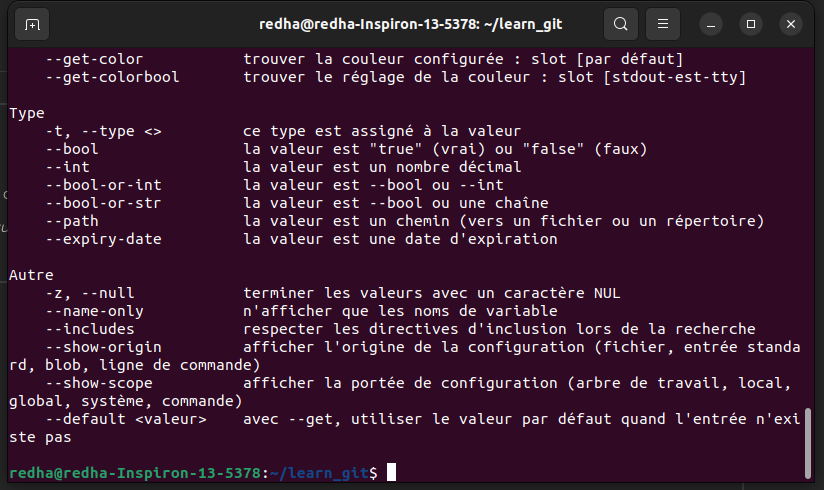 redha@redha-Inspiron-13-5378: ~/learn_git
--get-color trouver la couleur configurée : slot [par défaut]
--get-colorbool trouver le réglage de la couleur : slot [stdout-est-tty]
Type
-t, --type <> ce type est assigné à la valeur
--bool la valeur est "true" (vrai) ou "false" (faux)
--int la valeur est un nombre décimal
--bool-or-int la valeur est --bool ou --int
--bool-or-str la valeur est --bool ou une chaîne
--path la valeur est un chemin (vers un fichier ou un répertoire)
--expiry-date la valeur est une date d'expiration
Autre
-z, --null terminer les valeurs avec un caractère NUL
--name-only n'afficher que les noms de variable
--includes respecter les directives d'inclusion lors de la recherche
--show-origin afficher l'origine de la configuration (fichier, entrée standa
rd, blob, ligne de commande)
--show-scope afficher la portée de configuration (arbre de travail, local,
global, système, commande)
--default <valeur> avec --get, utiliser le valeur par défaut quand l'entrée n'exi
ste pas
redha@redha-Inspiron-13-5378:~/learn_git$